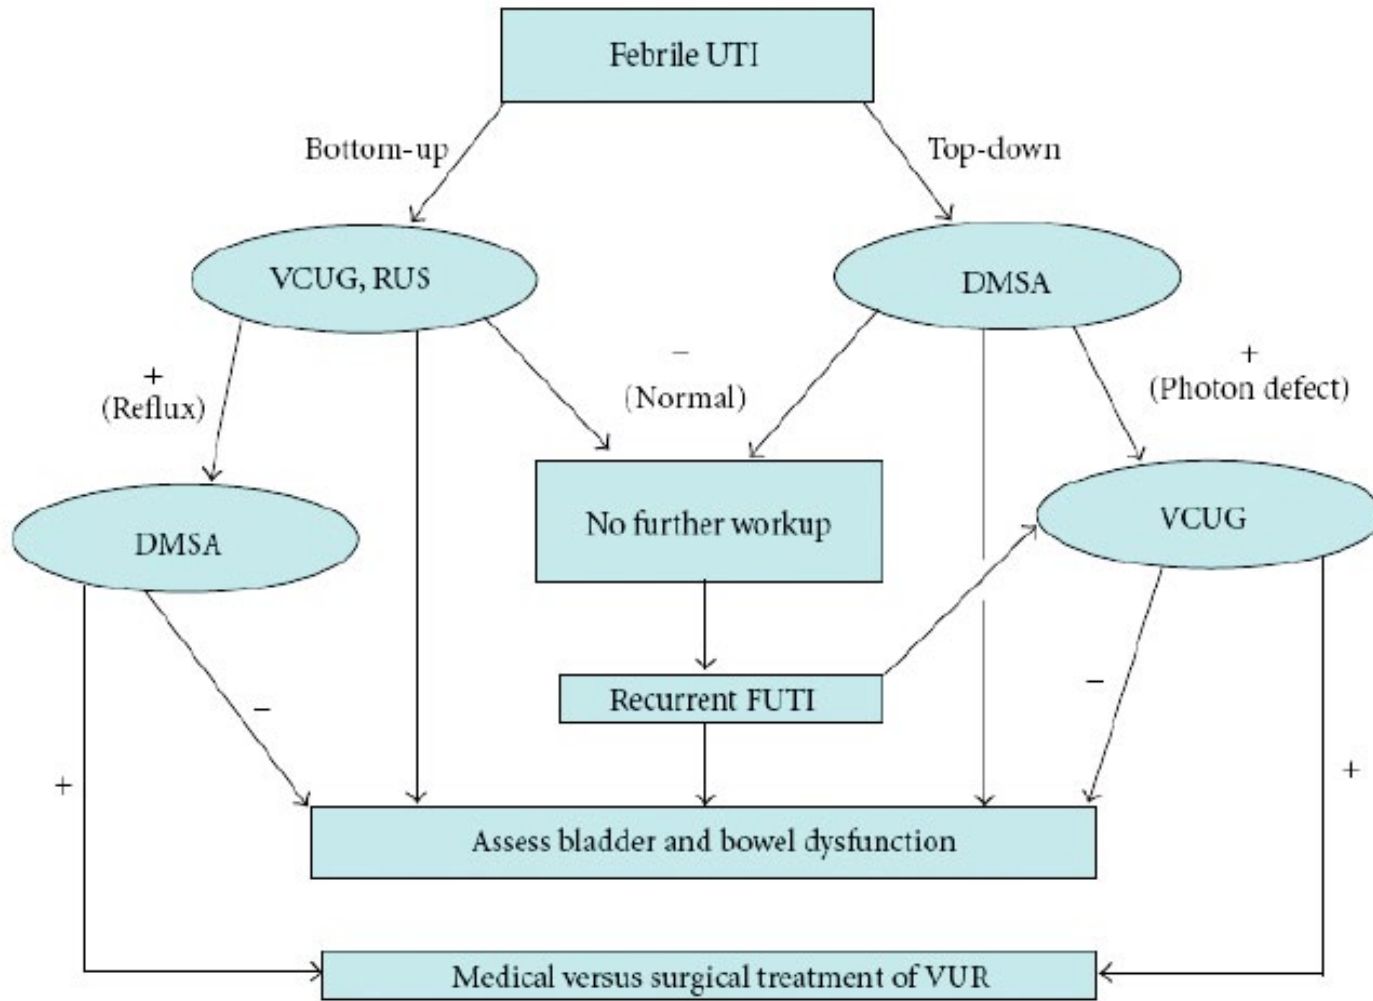 Febrile UTI
Bottom-up
Top-down
VCUG, RUS
DMSA
−
(Normal)
+
(Reflux)
+
(Photon defect)
No further workup
VCUG
DMSA
Recurrent FUTI
−
−
+
+
Assess bladder and bowel dysfunction
Medical versus surgical treatment of VUR